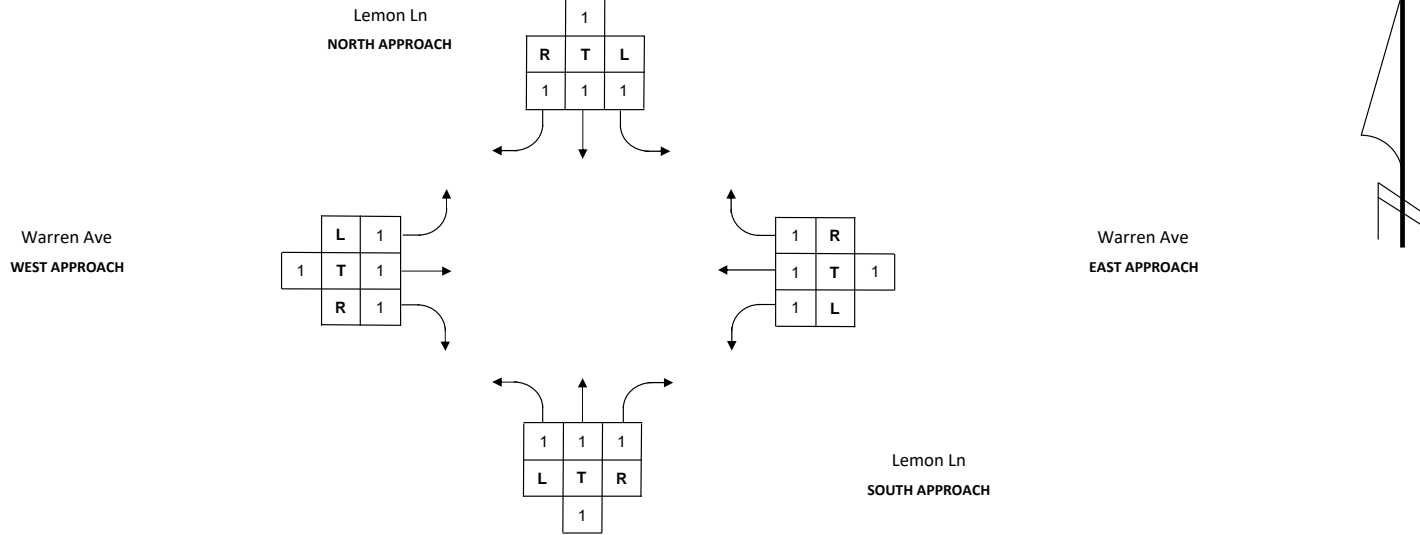 Lemon Ln
NORTH APPROACH
1
R T L
1 1 1
Warren Ave
WEST APPROACH
L 1
1 T 1
R 1
1 R
1 T 1
1 L
Warren Ave
EAST APPROACH
1 1 1
L T R
1
Lemon Ln
SOUTH APPROACH